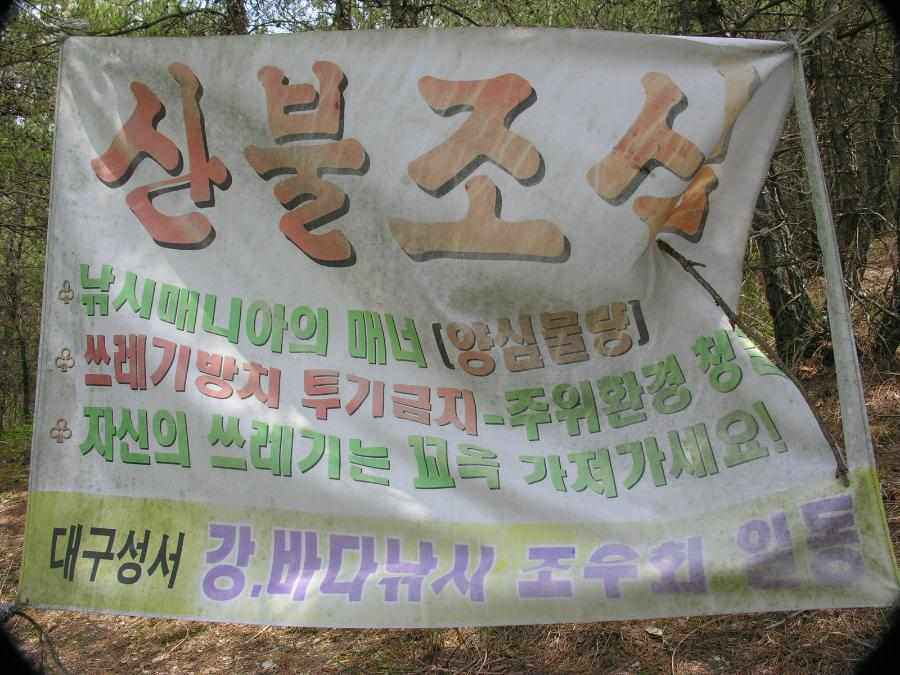 산불조심
낚시매니아의 매너 [양심불량]
쓰레기방치 투기금지-주위환경
자신의 쓰레기는 꼬옥 가져가세요!
대구성서 강.바다낚시 조우회 일동